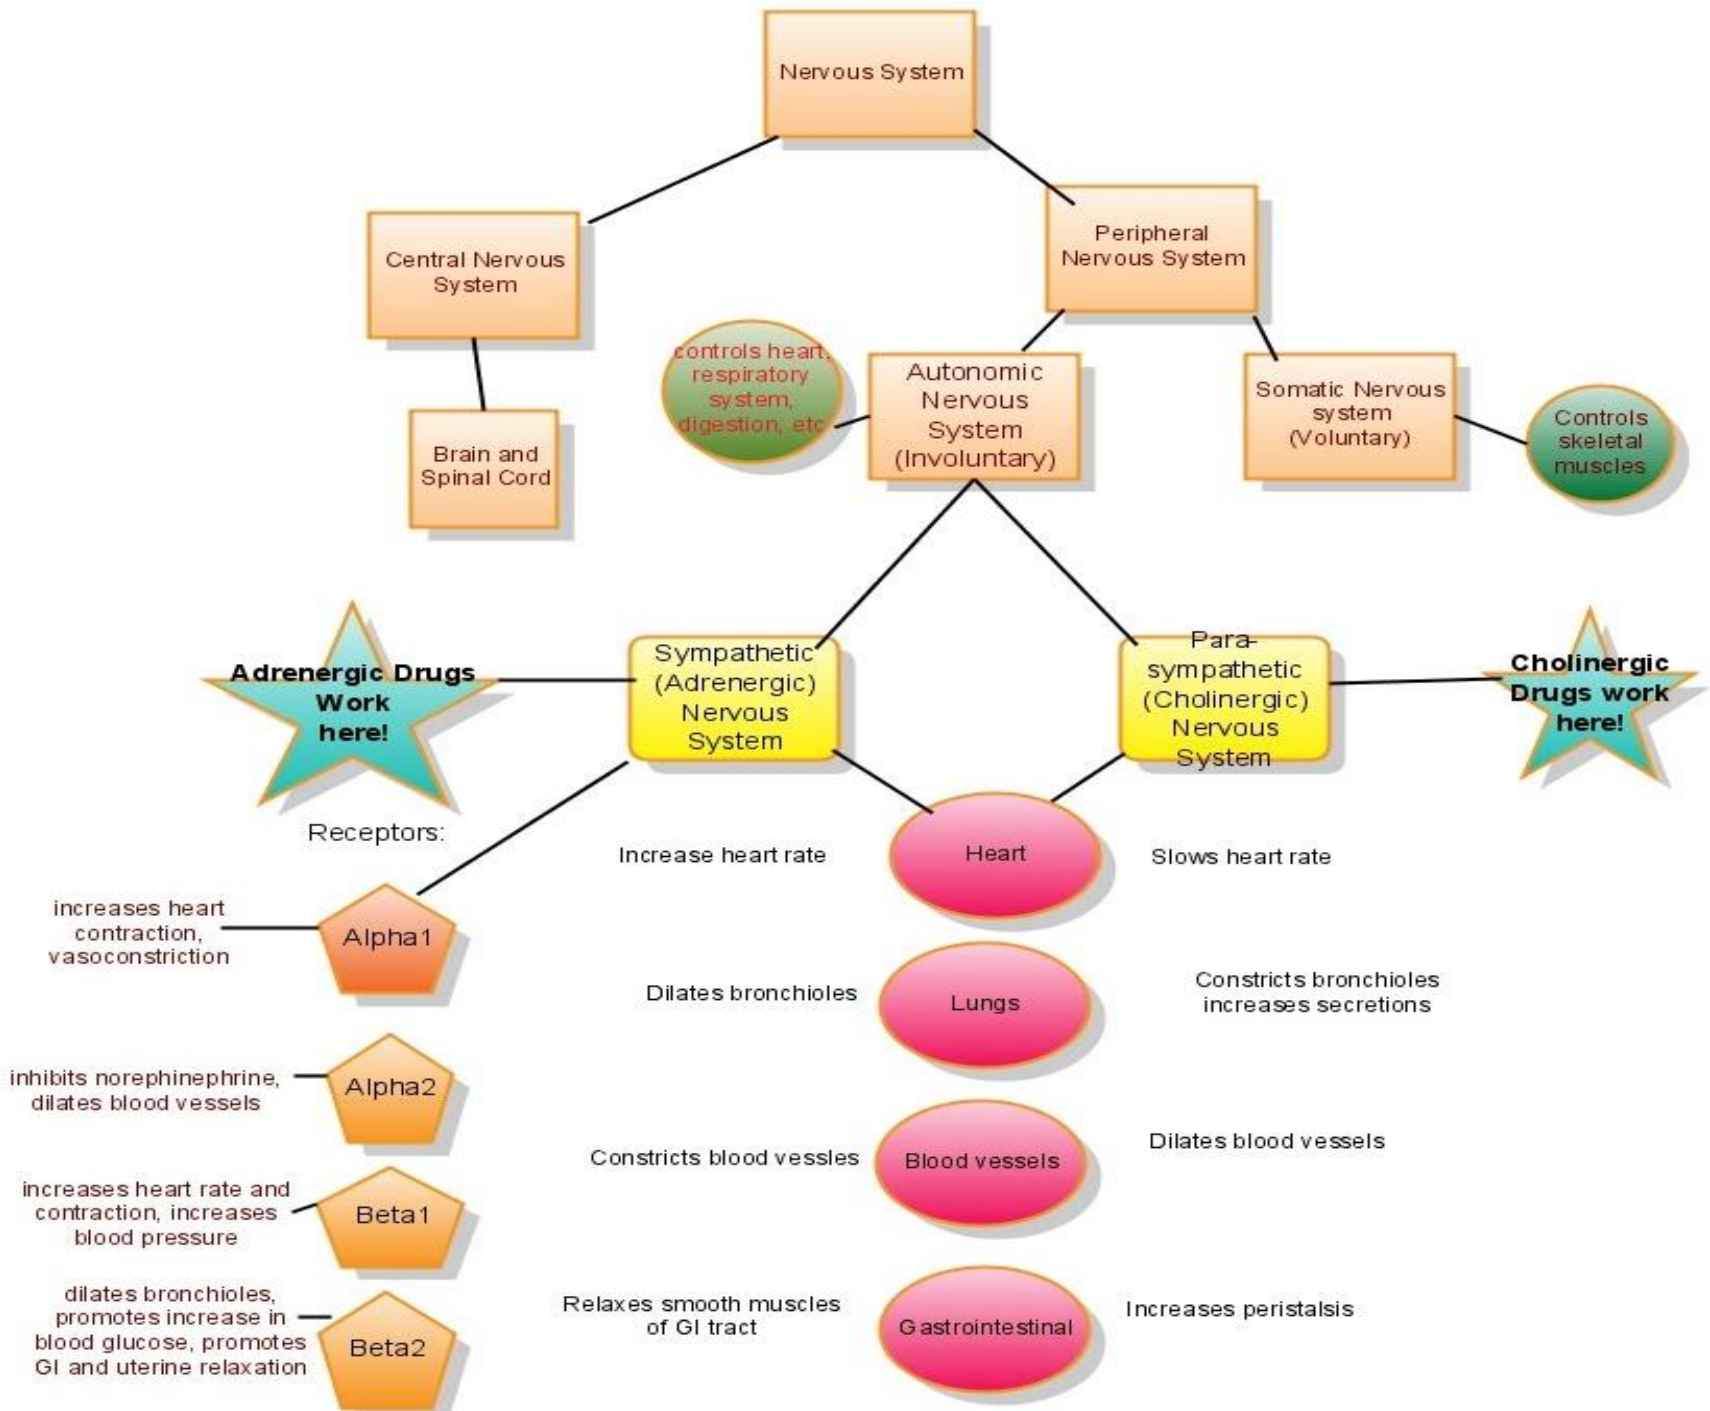 Nervous System
Central Nervous
System
Peripheral
Nervous System
Brain and
Spinal Cord
controls heart,
respiratory
system,
digestion, etc
Autonomic
Nervous
System
(Involuntary)
Somatic Nervous
system
(Voluntary)
Controls
skeletal
muscles
Adrenergic Drugs
Work
here!
Sympathetic
(Adrenergic)
Nervous
System
Para-
sympathetic
(Cholinergic)
Nervous
System
Cholinergic
Drugs work
here!
Receptors:
Increase heart rate
Heart
Slows heart rate
increases heart
contraction,
vasoconstriction
Alpha1
Dilates bronchioles
Lungs
Constricts bronchioles
increases secretions
inhibits norephinephrine,
dilates blood vessels
Alpha2
Constricts blood vessles
Blood vessels
Dilates blood vessels
increases heart rate and
contraction, increases
blood pressure
Beta1
dilates bronchioles,
promotes increase in
blood glucose, promotes
GI and uterine relaxation
Beta2
Relaxes smooth muscles
of GI tract
Gastrointestinal
Increases peristalsis